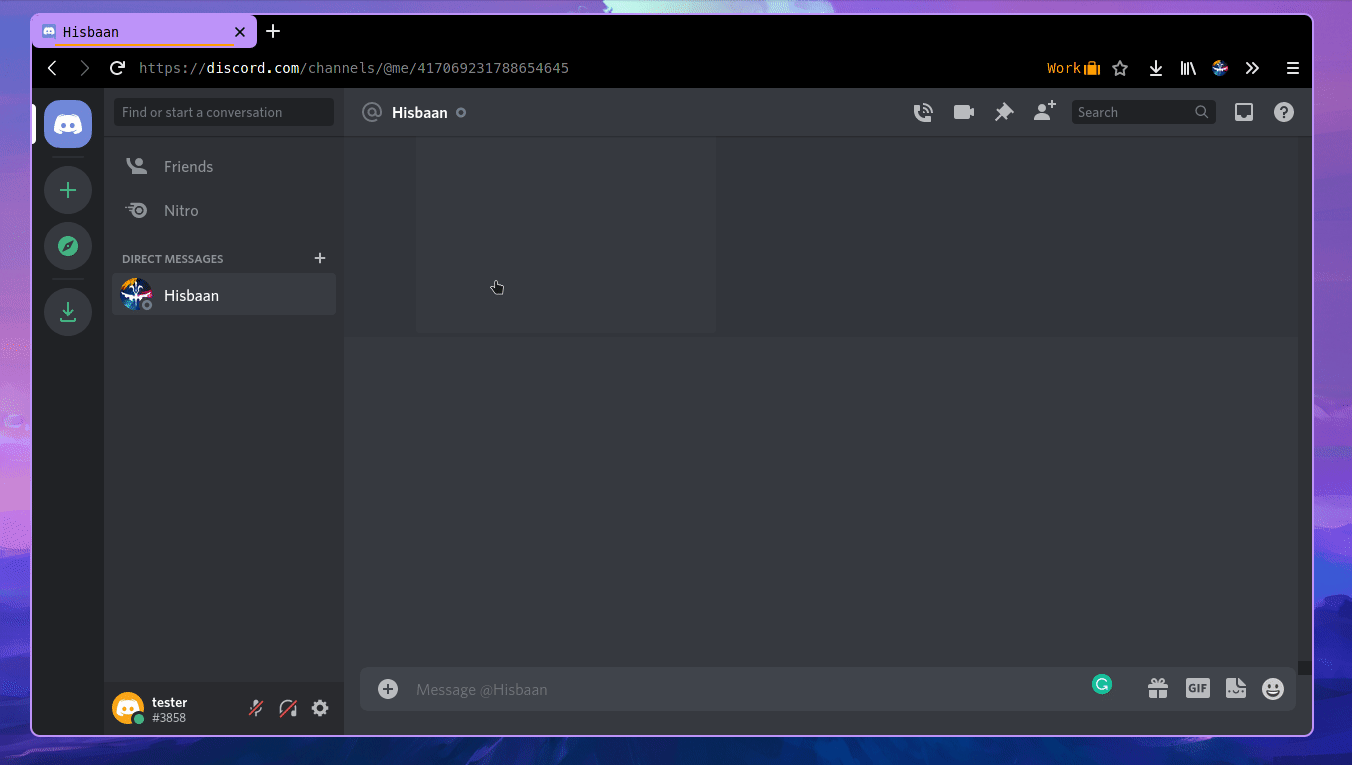 Hisbaan
https://discord.com/channels/@me/417069231788654645
Work
Find or start a conversation
Hisbaan
Search
Friends
Nitro
DIRECT MESSAGES
Hisbaan
tester
#3858
Message @Hisbaan
GIF